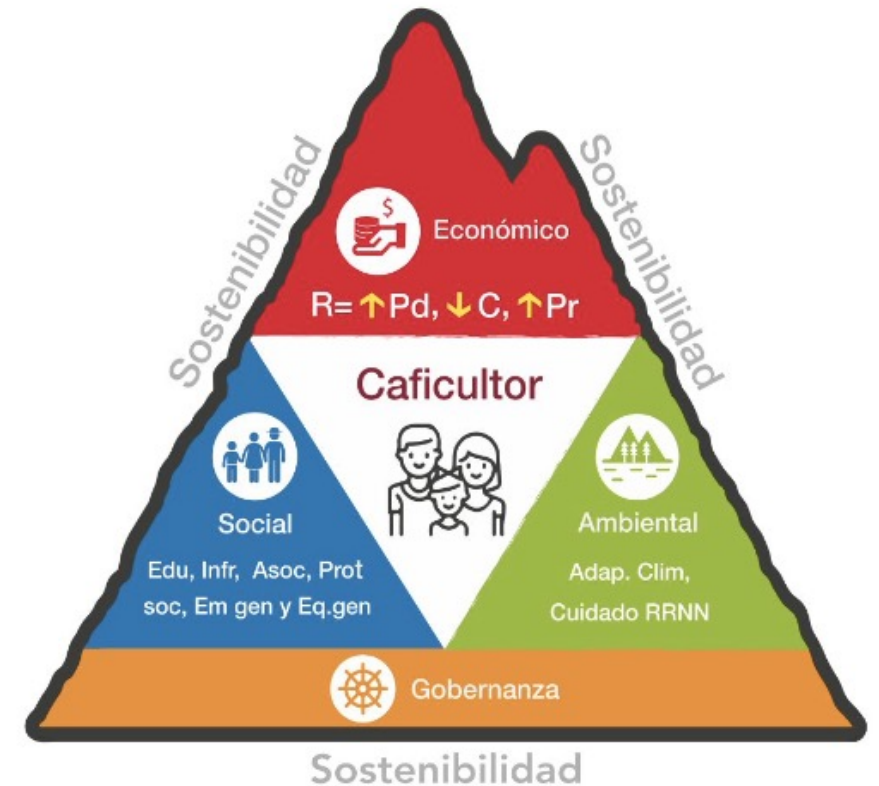 Sostenibilidad
Sostenibilidad
$
Económico
R= ↑Pd, ↓C, ↑Pr
Caficultor
Social
Edu, Infr, Asoc, Prot
soc, Em gen y Eq.gen
Ambiental
Adap. Clim,
Cuidado RRNN
Gobernanza
Sostenibilidad